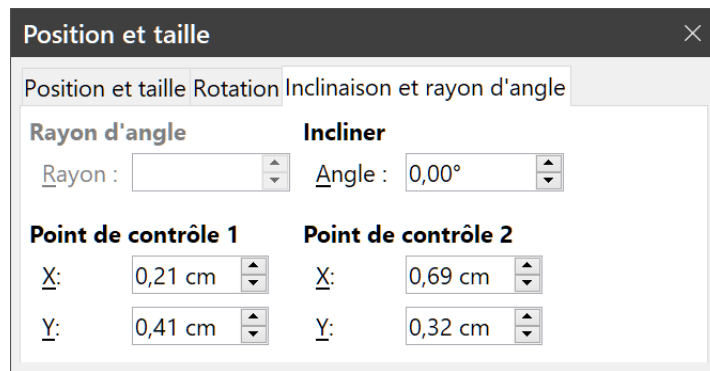 Position et taille
Position et taille Rotation Inclinaison et rayon d'angle
Rayon d'angle Incliner
Rayon : Angle : 0,00°
Point de contrôle 1 Point de contrôle 2
X: 0,21 cm X: 0,69 cm
Y: 0,41 cm Y: 0,32 cm